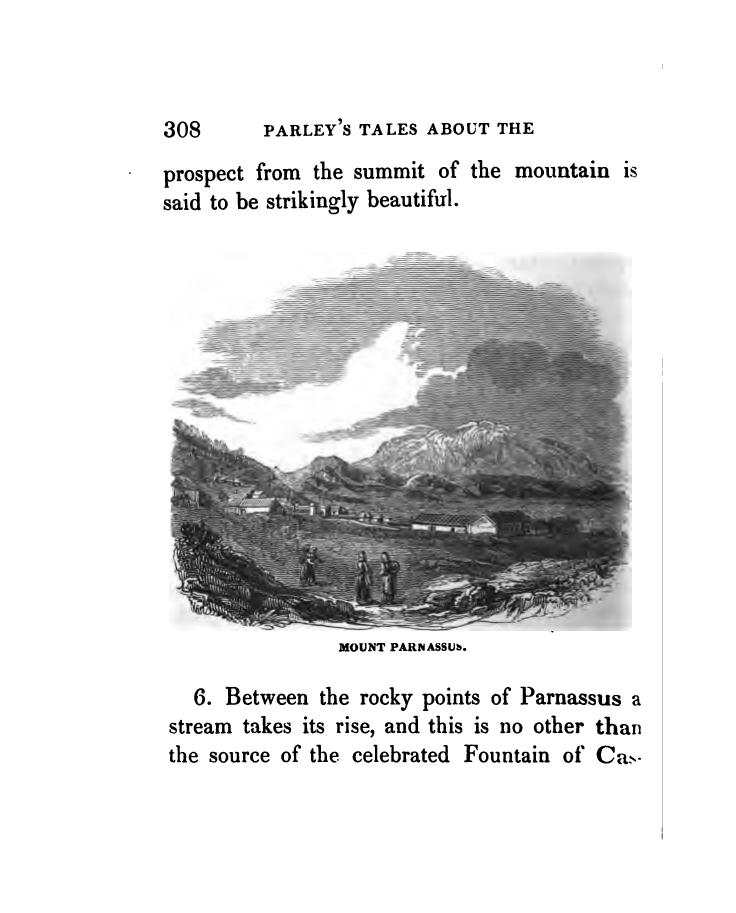 308 PARLEY'S TALES ABOUT THE
prospect from the summit of the mountain is
said to be strikingly beautiful.
MOUNT PARNASSUS.
6. Between the rocky points of Parnassus a
stream takes its rise, and this is no other than
the source of the celebrated Fountain of Cas-